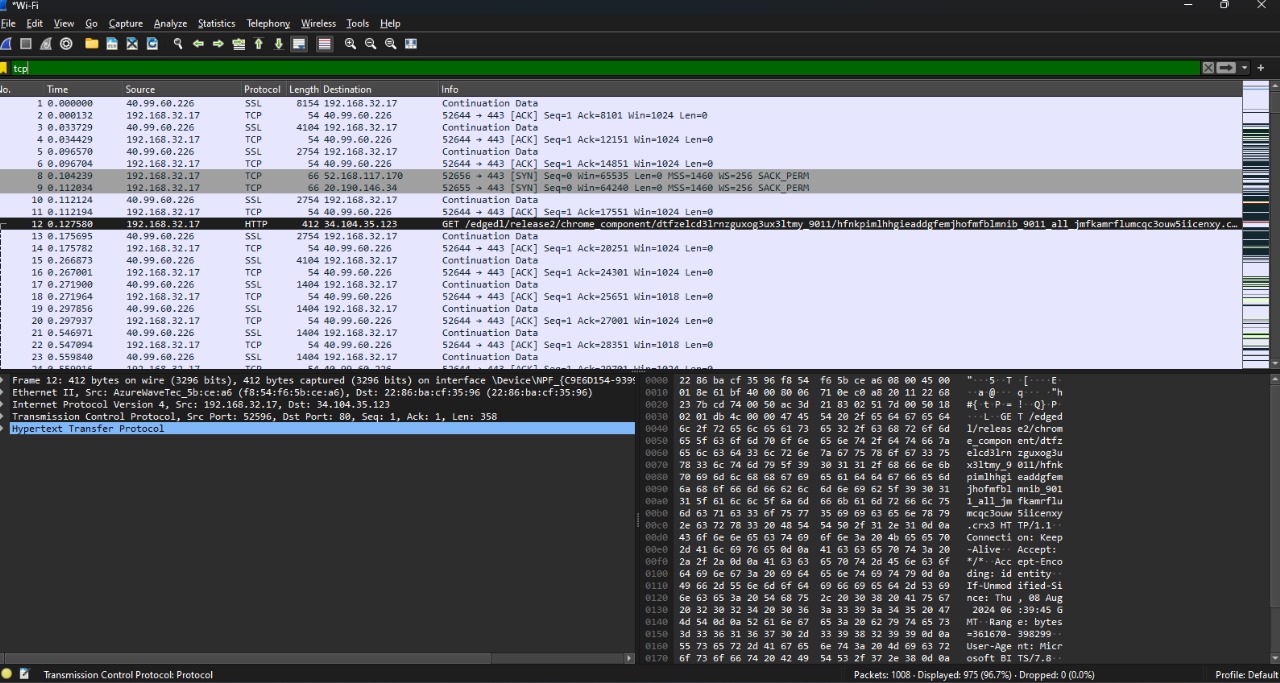 *Wi-Fi
File Edit View Go Capture Analyze Statistics Telephony Wireless Tools Help
tcp
No. Time Source Protocol Length Destination Info
1 0.000000 40.99.60.226 SSL 8154 192.168.32.17 Continuation Data
2 0.000132 192.168.32.17 TCP 54 40.99.60.226 52644 → 443 [ACK] Seq=1 Ack=8101 Win=1024 Len=0
3 0.033729 40.99.60.226 SSL 4104 192.168.32.17 Continuation Data
4 0.034429 192.168.32.17 TCP 54 40.99.60.226 52644 → 443 [ACK] Seq=1 Ack=12151 Win=1024 Len=0
5 0.096570 40.99.60.226 SSL 2754 192.168.32.17 Continuation Data
6 0.096704 192.168.32.17 TCP 54 40.99.60.226 52644 → 443 [ACK] Seq=1 Ack=14851 Win=1024 Len=0
8 0.104239 192.168.32.17 TCP 66 52.168.117.170 52656 → 443 [SYN] Seq=0 Win=65535 Len=0 MSS=1460 WS=256 SACK_PERM
9 0.112034 192.168.32.17 TCP 66 20.190.146.34 52655 → 443 [SYN] Seq=0 Win=64240 Len=0 MSS=1460 WS=256 SACK_PERM
10 0.112124 40.99.60.226 SSL 2754 192.168.32.17 Continuation Data
11 0.112194 192.168.32.17 TCP 54 40.99.60.226 52644 → 443 [ACK] Seq=1 Ack=17551 Win=1024 Len=0
12 0.127580 192.168.32.17 HTTP 412 34.104.35.123 GET /edgedl/release2/chrome_component/dtfzelcd3lrnzguxog3ux3ltmy_9011/hfnkpimlhhgieaddgfemjhofmfblmnib_9011_all_jmfkamrflumcqc3ouw5iicenxy.c…
13 0.175695 40.99.60.226 SSL 2754 192.168.32.17 Continuation Data
14 0.175782 192.168.32.17 TCP 54 40.99.60.226 52644 → 443 [ACK] Seq=1 Ack=20251 Win=1024 Len=0
15 0.266873 40.99.60.226 SSL 4104 192.168.32.17 Continuation Data
16 0.267001 192.168.32.17 TCP 54 40.99.60.226 52644 → 443 [ACK] Seq=1 Ack=24301 Win=1024 Len=0
17 0.271900 40.99.60.226 SSL 1404 192.168.32.17 Continuation Data
18 0.271964 192.168.32.17 TCP 54 40.99.60.226 52644 → 443 [ACK] Seq=1 Ack=25651 Win=1018 Len=0
19 0.297856 40.99.60.226 SSL 1404 192.168.32.17 Continuation Data
20 0.297937 192.168.32.17 TCP 54 40.99.60.226 52644 → 443 [ACK] Seq=1 Ack=27001 Win=1024 Len=0
21 0.546971 40.99.60.226 SSL 1404 192.168.32.17 Continuation Data
22 0.547094 192.168.32.17 TCP 54 40.99.60.226 52644 → 443 [ACK] Seq=1 Ack=28351 Win=1018 Len=0
23 0.559840 40.99.60.226 SSL 1404 192.168.32.17 Continuation Data
Frame 12: 412 bytes on wire (3296 bits), 412 bytes captured (3296 bits) on interface \Device\NPF_{C9E6D154-9399
Ethernet II, Src: AzureWaveTec_5b:ce:a6 (f8:54:f6:5b:ce:a6), Dst: 22:86:ba:cf:35:96 (22:86:ba:cf:35:96)
Internet Protocol Version 4, Src: 192.168.32.17, Dst: 34.104.35.123
Transmission Control Protocol, Src Port: 52596, Dst Port: 80, Seq: 1, Ack: 1, Len: 358
Hypertext Transfer Protocol
0000 22 86 ba cf 35 96 f8 54 f6 5b ce a6 08 00 45 00 "···5··T ·[····E·
0010 01 8e 61 bf 40 00 80 06 71 0e c0 a8 20 11 22 68 ··a·@··· q··· ·"h
0020 23 7b cd 74 00 50 ac 3d 21 83 02 51 7d 00 50 18 #{·t·P·= !··Q}·P·
0030 02 01 db 4c 00 00 47 45 54 20 2f 65 64 67 65 64 ···L··GE T /edged
0040 6c 2f 72 65 6c 65 61 73 65 32 2f 63 68 72 6f 6d l/releas e2/chrom
0050 65 5f 63 6f 6d 70 6f 6e 65 6e 74 2f 64 74 66 7a e_compon ent/dtfz
0060 65 6c 63 64 33 6c 72 6e 7a 67 75 78 6f 67 33 75 elcd3lrn zguxog3u
0070 78 33 6c 74 6d 79 5f 39 30 31 31 2f 68 66 6e 6b x3ltmy_9 011/hfnk
0080 70 69 6d 6c 68 68 67 69 65 61 64 64 67 66 65 6d pimlhhgi eaddgfem
0090 6a 68 6f 66 6d 66 62 6c 6d 6e 69 62 5f 39 30 31 jhofmfbl mnib_901
00a0 31 5f 61 6c 6c 5f 6a 6d 66 6b 61 6d 72 66 6c 75 1_all_jm fkamrflu
00b0 6d 63 71 63 33 6f 75 77 35 69 69 63 65 6e 78 79 mcqc3ouw 5iicenxy
00c0 2e 63 72 78 33 20 48 54 54 50 2f 31 2e 31 0d 0a .crx3 HT TP/1.1··
00d0 43 6f 6e 6e 65 63 74 69 6f 6e 3a 20 4b 65 65 70 Connecti on: Keep
00e0 2d 41 6c 69 76 65 0d 0a 41 63 63 65 70 74 3a 20 -Alive·· Accept:
00f0 2a 2f 2a 0d 0a 41 63 63 65 70 74 2d 45 6e 63 6f */*··Acc ept-Enco
0100 64 69 6e 67 3a 20 69 64 65 6e 74 69 74 79 0d 0a ding: id entity··
0110 49 66 2d 55 6e 6d 6f 64 69 66 69 65 64 2d 53 69 If-Unmod ified-Si
0120 6e 63 65 3a 20 54 68 75 2c 20 30 38 20 41 75 67 nce: Thu , 08 Aug
0130 20 32 30 32 34 20 30 36 3a 33 39 3a 34 35 20 47 2024 06 :39:45 G
0140 4d 54 0d 0a 52 61 6e 67 65 3a 20 62 79 74 65 73 MT··Rang e: bytes
0150 3d 33 36 31 36 37 30 2d 33 39 38 32 39 39 0d 0a =361670- 398299··
0160 55 73 65 72 2d 41 67 65 6e 74 3a 20 4d 69 63 72 User-Age nt: Micr
0170 6f 73 6f 66 74 20 42 49 54 53 2f 37 2e 38 0d 0a osoft BI TS/7.8··
Transmission Control Protocol: Protocol
Packets: 1008 · Displayed: 975 (96.7%) · Dropped: 0 (0.0%)
Profile: Default